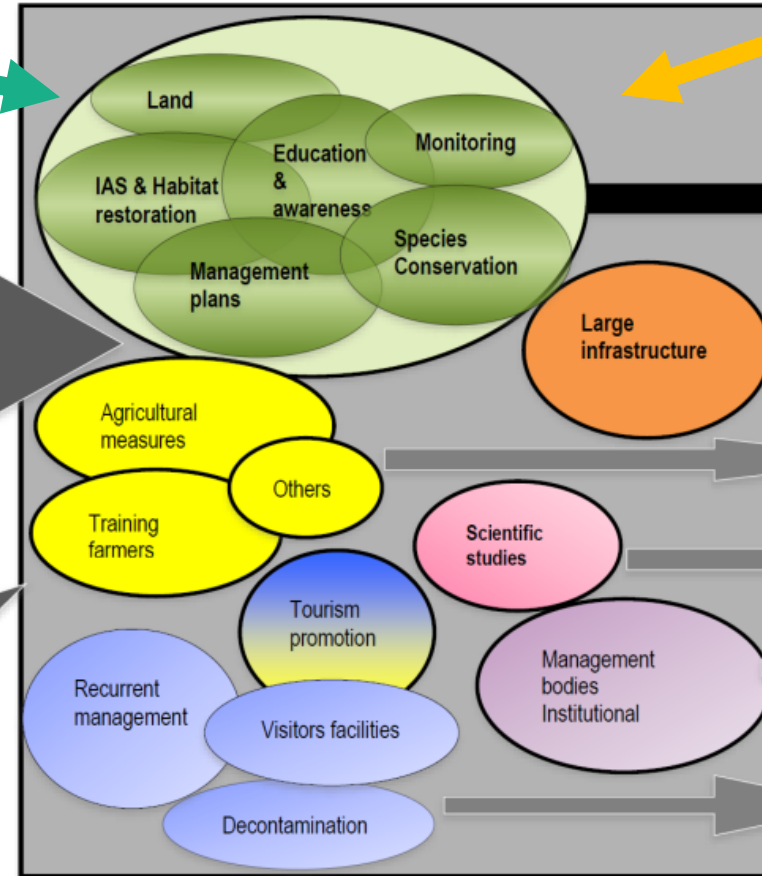 Land
Education
&
awareness
Monitoring
IAS & Habitat
restoration
Species
Conservation
Management
plans
Large
infrastructure
Agricultural
measures
Others
Training
farmers
Scientific
studies
Tourism
promotion
Management
bodies
Institutional
Recurrent
management
Visitors facilities
Decontamination